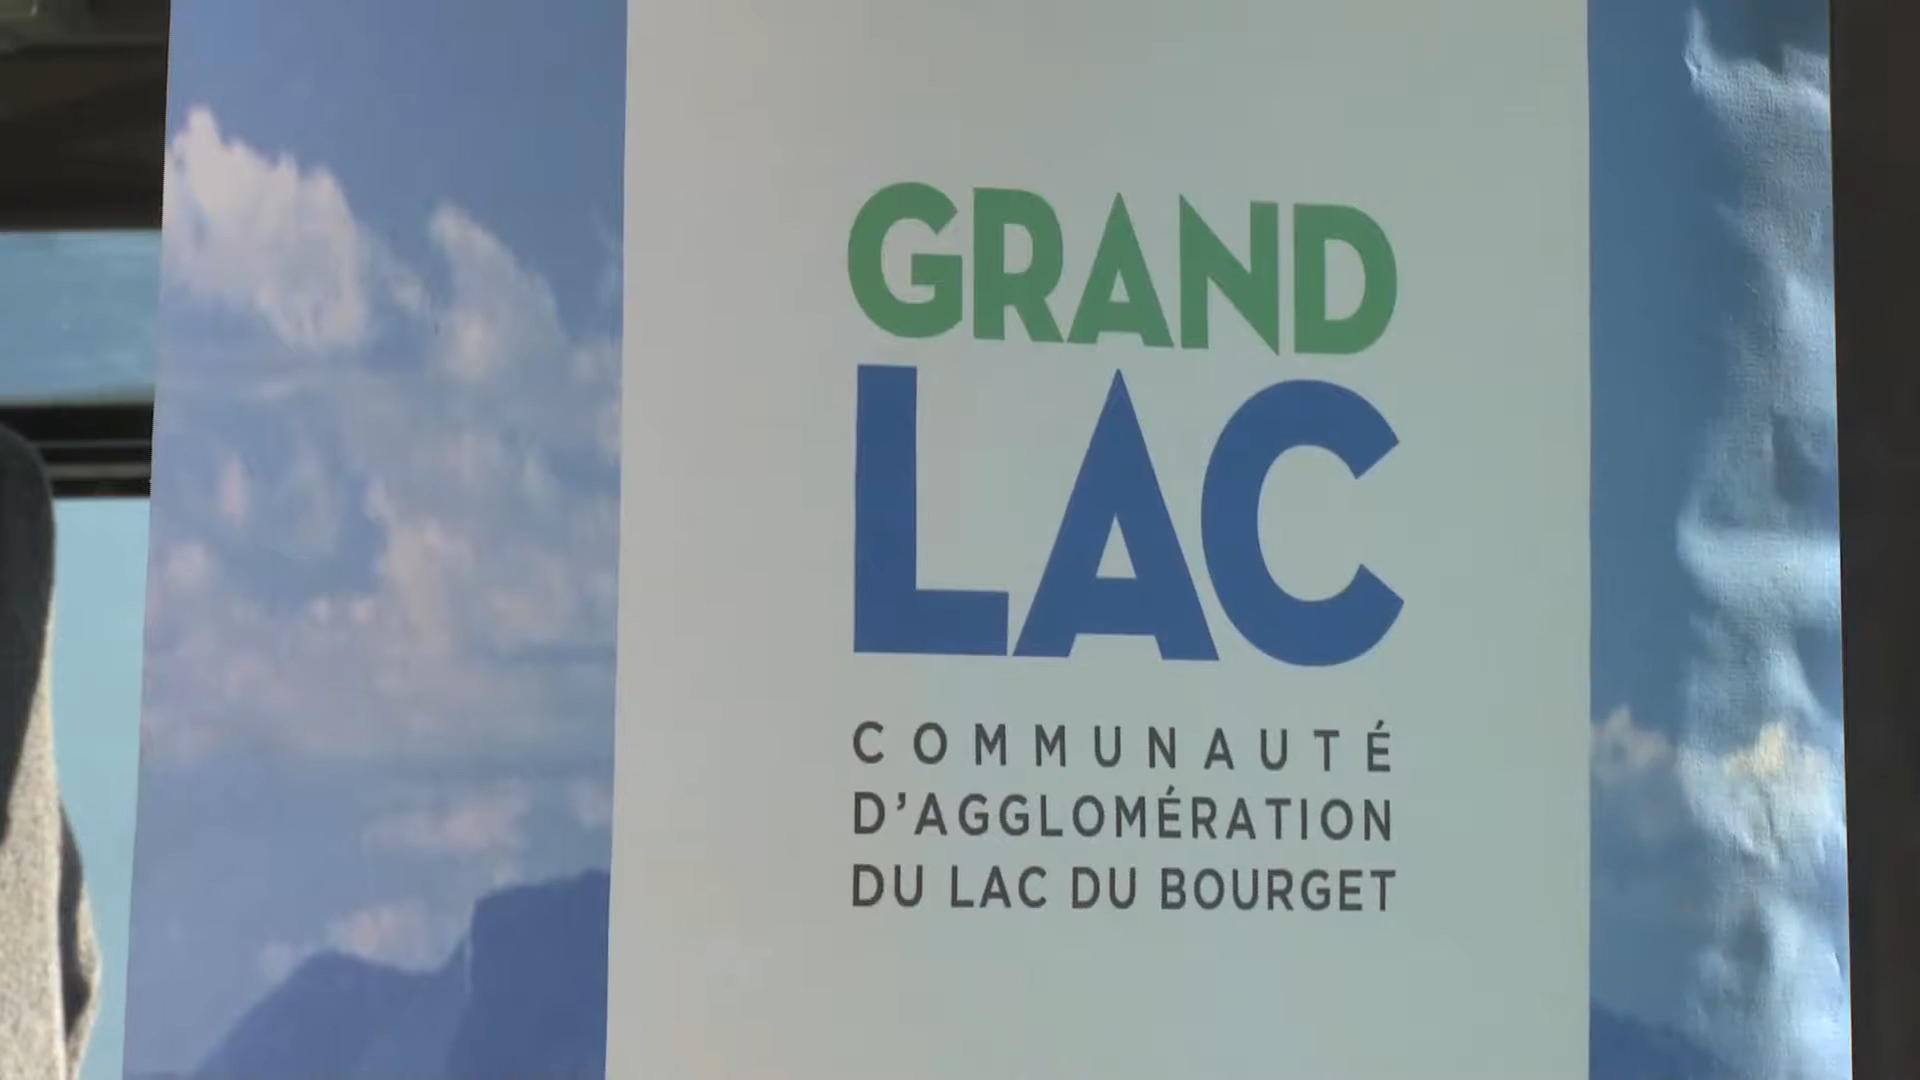 GRAND
LAC
COMMUNAUTÉ
D'AGGLOMÉRATION
DU LAC DU BOURGET